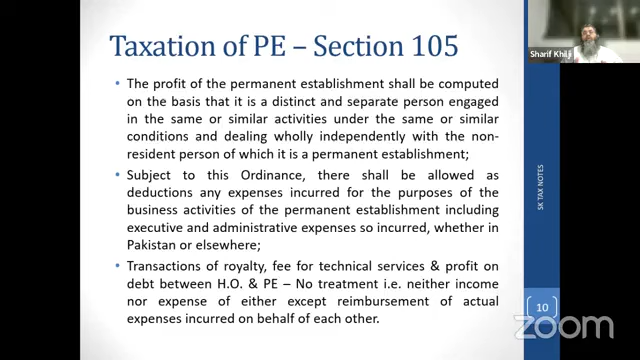 Taxation of PE – Section 105
Sharif Khilji
• The profit of the permanent establishment shall be computed
on the basis that it is a distinct and separate person engaged
in the same or similar activities under the same or similar
conditions and dealing wholly independently with the non-
resident person of which it is a permanent establishment;
• Subject to this Ordinance, there shall be allowed as
deductions any expenses incurred for the purposes of the
business activities of the permanent establishment including
executive and administrative expenses so incurred, whether in
Pakistan or elsewhere;
• Transactions of royalty, fee for technical services & profit on
debt between H.O. & PE – No treatment i.e. neither income
nor expense of either except reimbursement of actual
expenses incurred on behalf of each other.
SK TAX NOTES
10
zoom